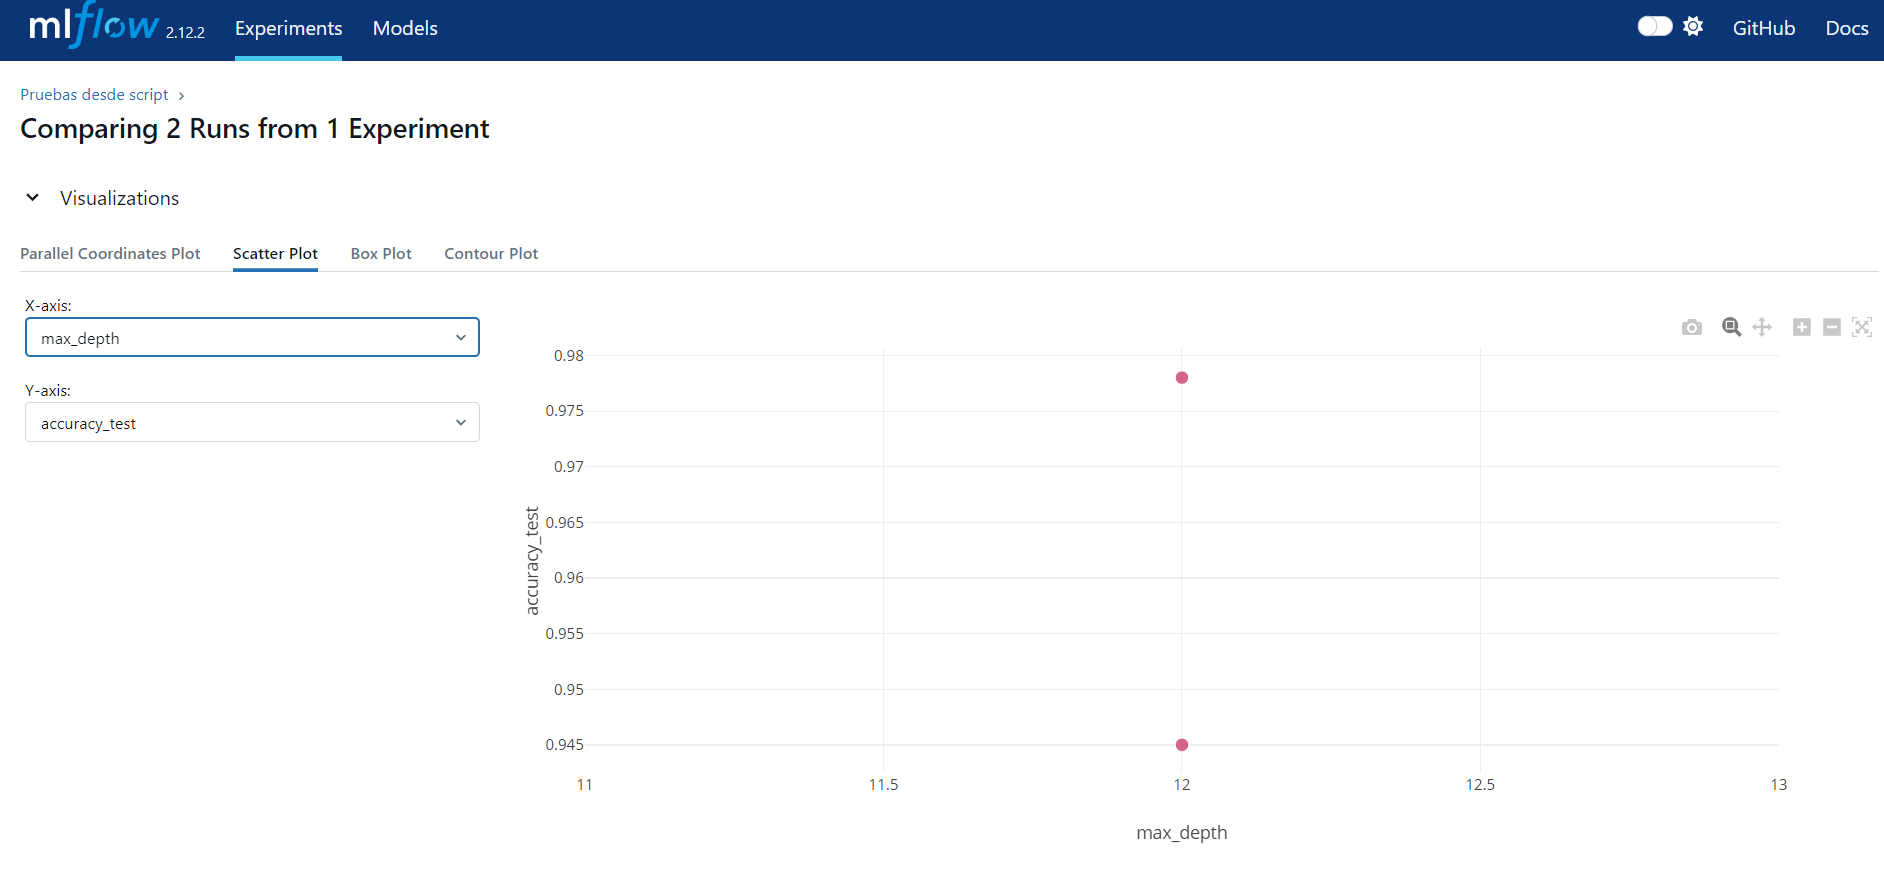 mlflow 2.12.2 Experiments Models GitHub Docs
Pruebas desde script
Comparing 2 Runs from 1 Experiment
Visualizations
Parallel Coordinates Plot Scatter Plot Box Plot Contour Plot
X-axis:
max_depth
Y-axis:
accuracy_test
0.98
0.975
0.97
0.965
0.96
0.955
0.95
0.945
accuracy_test
11 11.5 12 12.5 13
max_depth